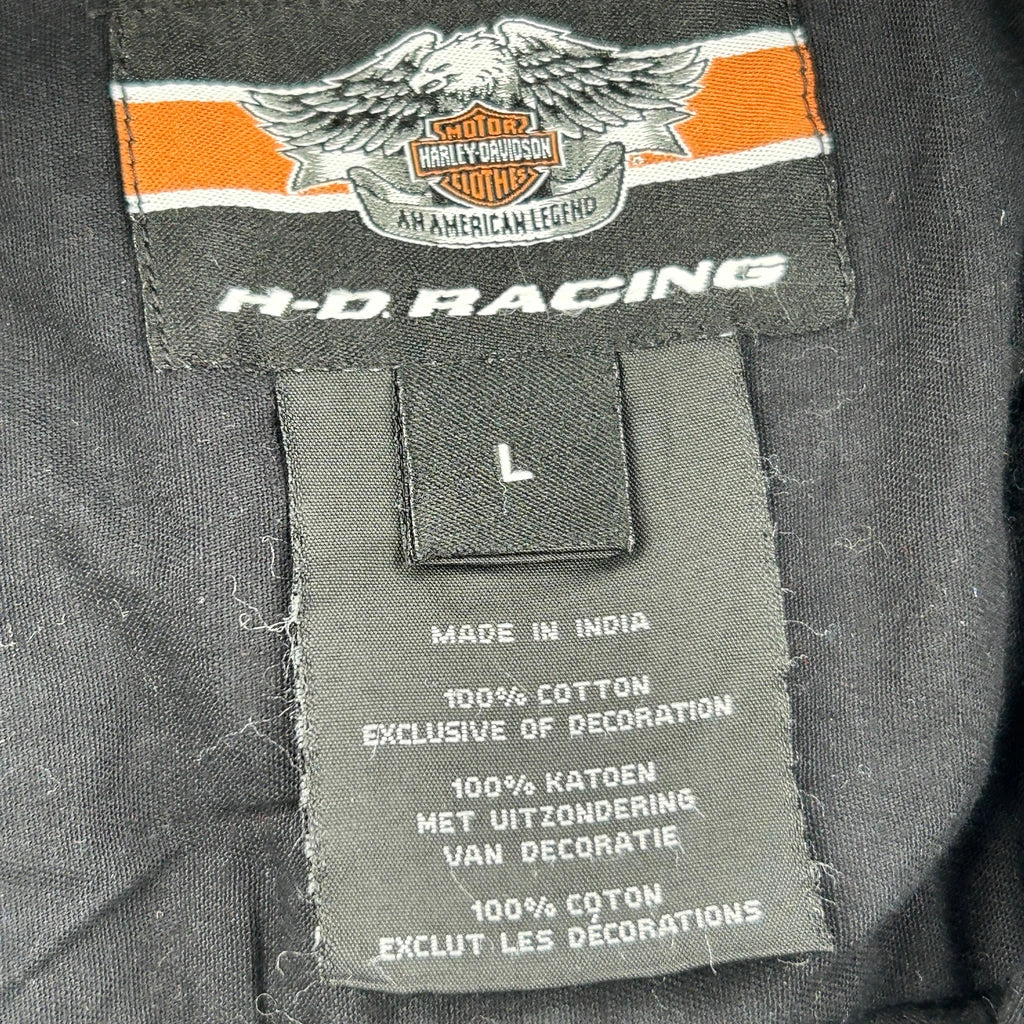 MOTOR
HARLEY-DAVIDSON
CLOTHES
AN AMERICAN LEGEND
H-D. RACING
L
MADE IN INDIA
100% COTTON
EXCLUSIVE OF DECORATION
100% KATOEN
MET UITZONDERING
VAN DECORATIE
100% COTON
EXCLUT LES DÉCORATIONS